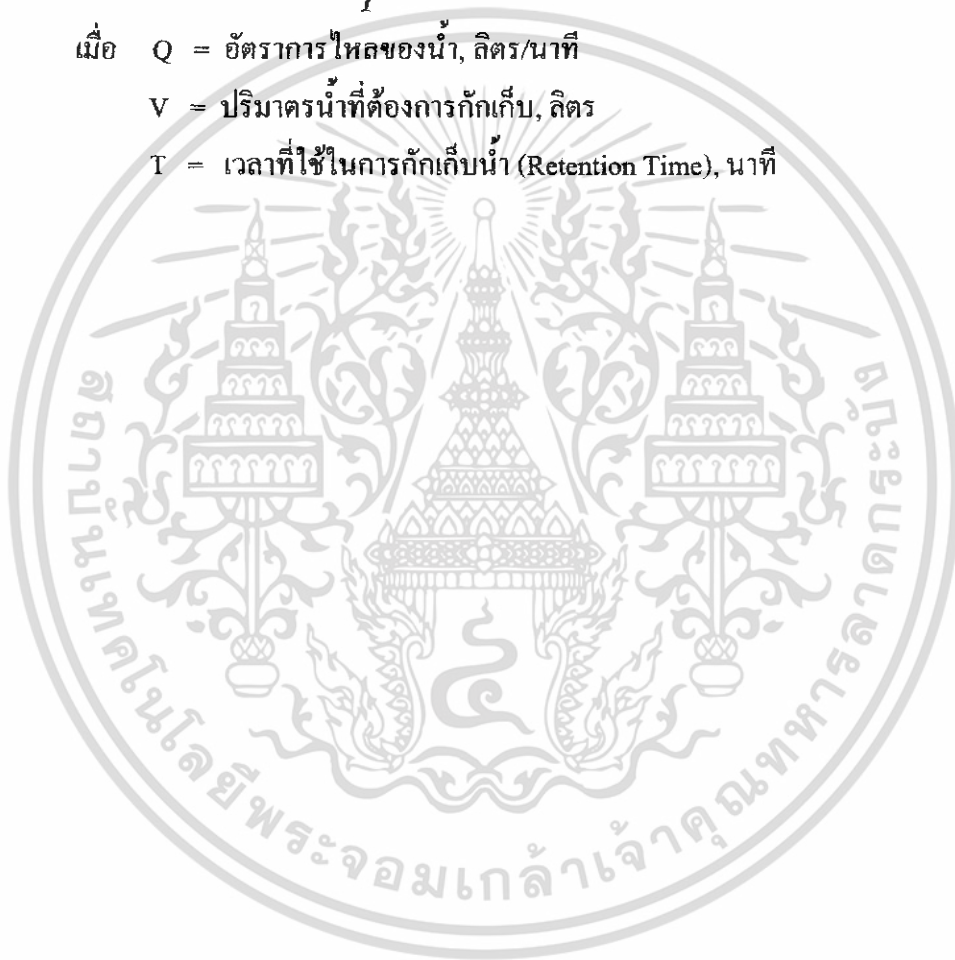 T
เมื่อ Q = อัตราการไหลของน้ำ, ลิตร/นาที
V = ปริมาตรน้ำที่ต้องการกักเก็บ, ลิตร
T = เวลาที่ใช้ในการกักเก็บน้ำ (Retention Time), นาที
สถาบันเทคโนโลยีพระจอมเกล้าเจ้าคุณทหารลาดกระบัง